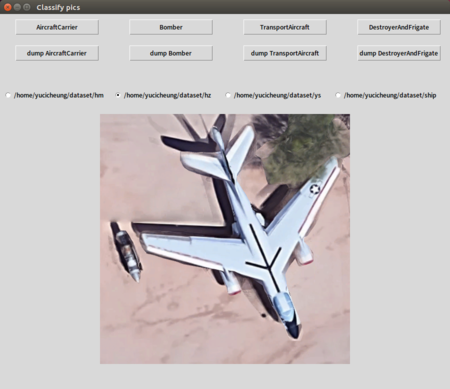 Classify pics
AircraftCarrier Bomber TransportAircraft DestroyerAndFrigate
dump AircraftCarrier dump Bomber dump TransportAircraft dump DestroyerAndFrigate
/home/yucicheung/dataset/hm /home/yucicheung/dataset/hz /home/yucicheung/dataset/ys /home/yucicheung/dataset/ship